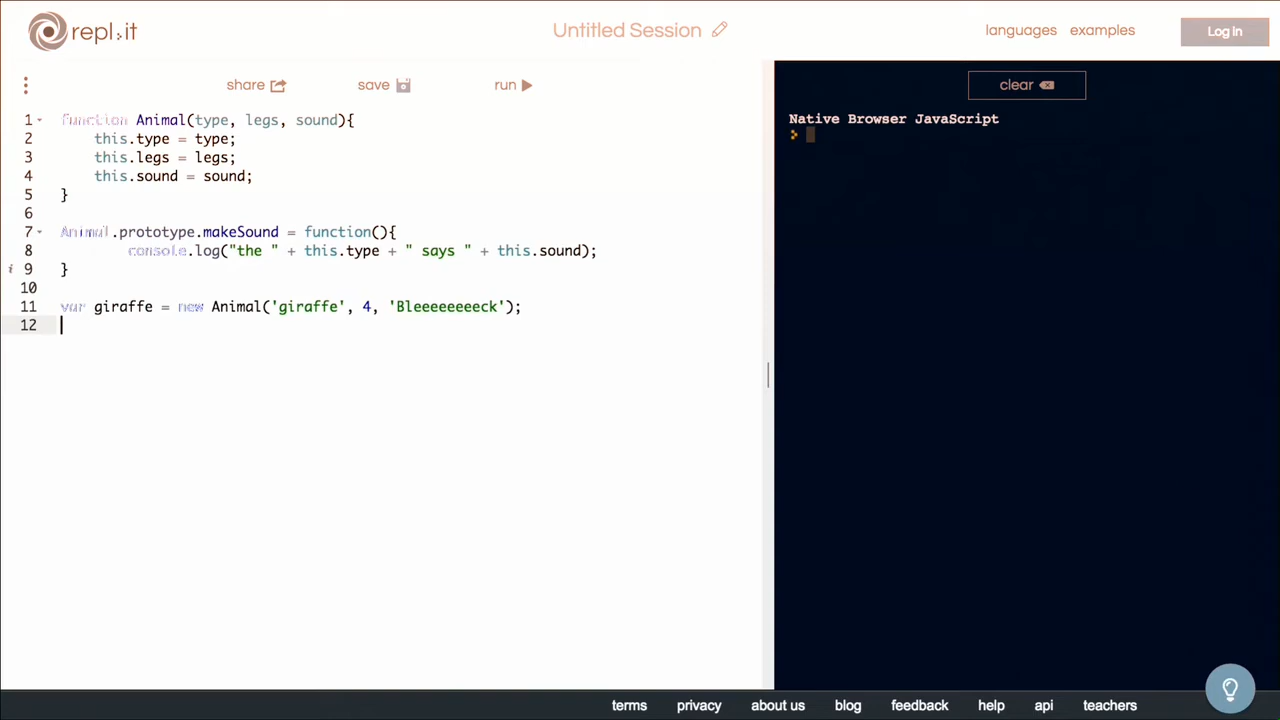 repl.it
Untitled Session
languages examples
Log in
share save run
clear
1 function Animal(type, legs, sound){
2 this.type = type;
3 this.legs = legs;
4 this.sound = sound;
5 }
6
7 Animal.prototype.makeSound = function(){
8 console.log("the " + this.type + " says " + this.sound);
i 9 }
10
11 var giraffe = new Animal('giraffe', 4, 'Bleeeeeeeeck');
12
Native Browser JavaScript
terms privacy about us blog feedback help api teachers